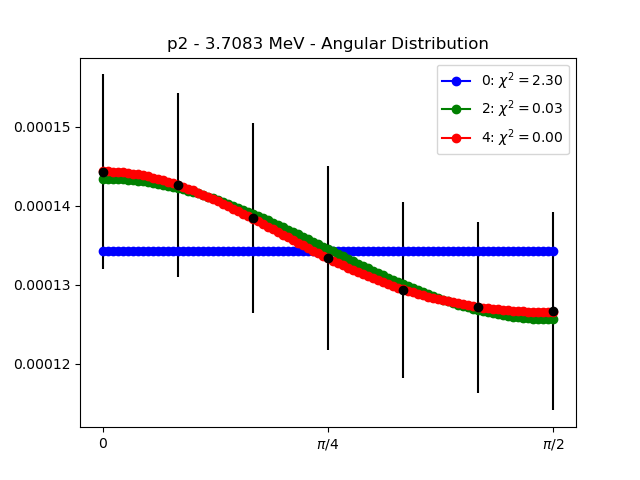 p2 - 3.7083 MeV - Angular Distribution
0: χ² = 2.30
2: χ² = 0.03
4: χ² = 0.00
0.00015
0.00014
0.00013
0.00012
0
π/4
π/2